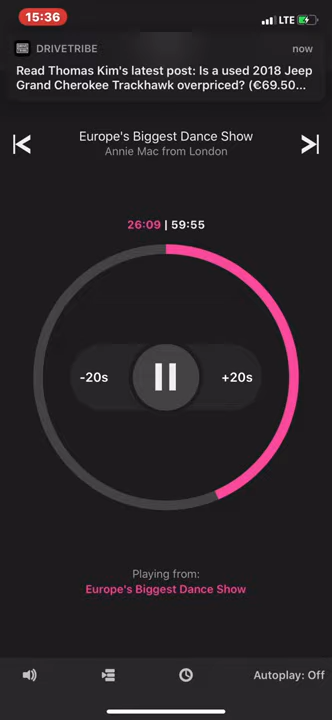 15:36
LTE
DRIVETRIBE
now
Read Thomas Kim's latest post: Is a used 2018 Jeep
Grand Cherokee Trackhawk overpriced? (€69.50...
Europe's Biggest Dance Show
Annie Mac from London
26:09 | 59:55
-20s
+20s
Playing from:
Europe's Biggest Dance Show
Autoplay: Off